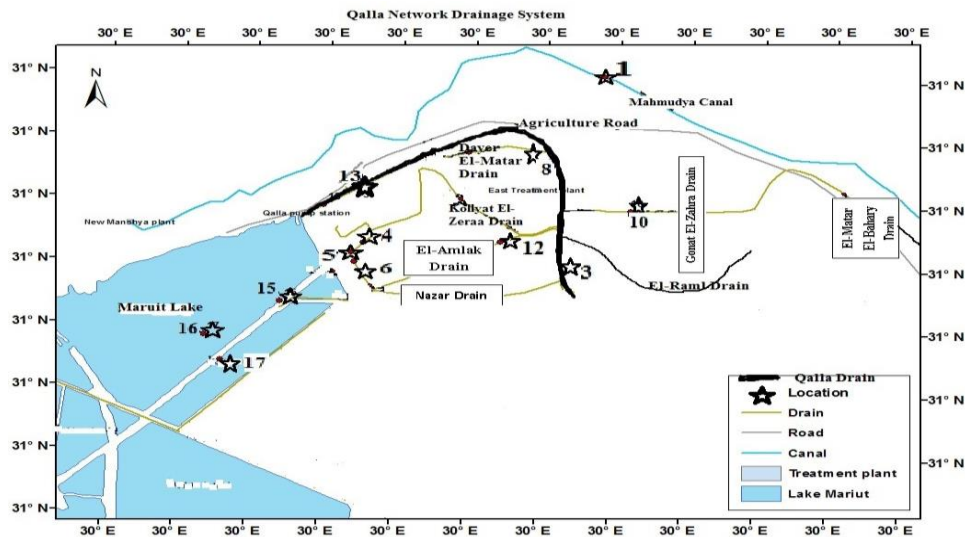 Qalla Network Drainage System
30° E 30° E 30° E 30° E 30° E 30° E 30° E 30° E 30° E 30° E 30° E 30° E
31° N
31° N
N
1
Mahmudya Canal
31° N
31° N
Agriculture Road
Dayer
El-Matar
Drain
8
13
East Treatment plant
31° N
31° N
New Manshya plant
Qalla pump station
Kollyat El-
Zeraa Drain
10
Gonat El-Zahra Drain
El-Matar
El-Bahary
Drain
4
5
El-Amlak
Drain
12
31° N
31° N
6
3
El-Raml Drain
15
Nazar Drain
Maruit Lake
16
31° N
31° N
17
31° N
31° N
Qalla Drain
Location
Drain
Road
Canal
Treatment plant
Lake Mariut
31° N
31° N
31° N
30° E 30° E 30° E 30° E 30° E 30° E 30° E 30° E 30° E 30° E 30° E 30° E